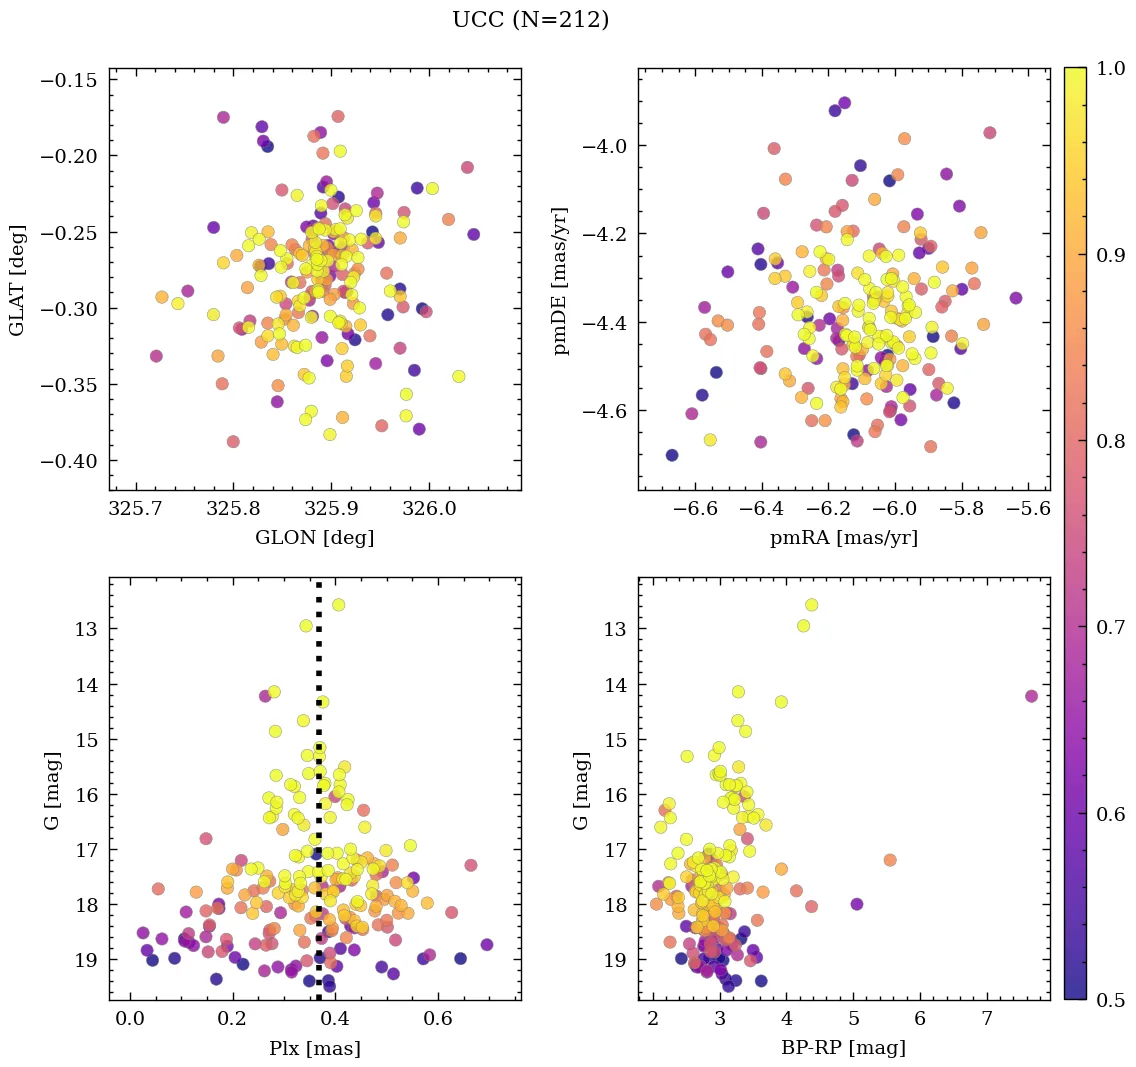 UCC (N=212)
−0.15
−0.20
−0.25
−0.30
−0.35
−0.40
GLAT [deg]
325.7 325.8 325.9 326.0
GLON [deg]
−4.0
−4.2
−4.4
−4.6
pmDE [mas/yr]
−6.6 −6.4 −6.2 −6.0 −5.8 −5.6
pmRA [mas/yr]
13
14
15
16
17
18
19
G [mag]
0.0 0.2 0.4 0.6
Plx [mas]
13
14
15
16
17
18
19
G [mag]
2 3 4 5 6 7
BP-RP [mag]
1.0
0.9
0.8
0.7
0.6
0.5